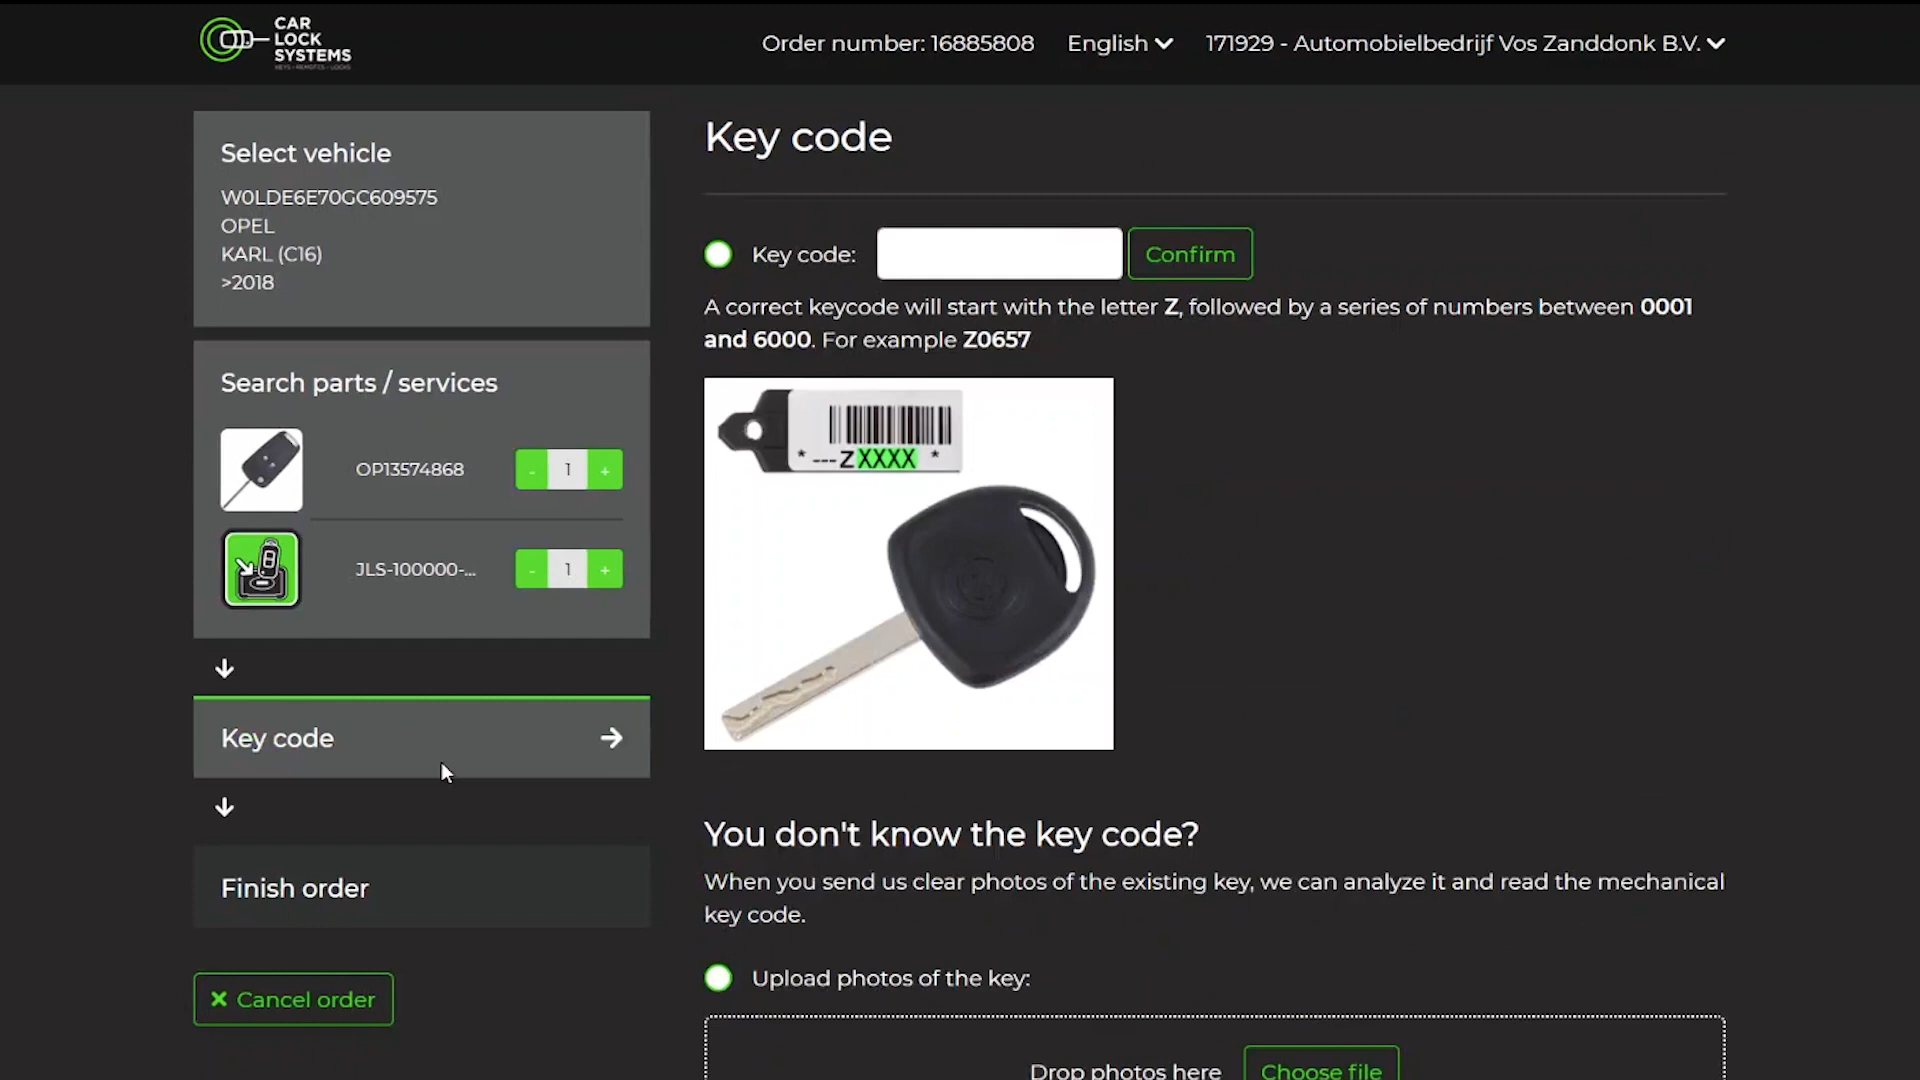 CAR
LOCK
SYSTEMS
KEYS • REMOTES • LOCKS
Order number: 16885808
English
171929 - Automobielbedrijf Vos Zanddonk B.V.
Select vehicle
W0LDE6E70GC609575
OPEL
KARL (C16)
>2018
Search parts / services
OP13574868
- 1 +
JLS-100000-...
- 1 +
Key code
Finish order
Cancel order
Key code
Key code:
Confirm
A correct keycode will start with the letter Z, followed by a series of numbers between 0001
and 6000. For example Z0657
* ---ZXXXX *
You don't know the key code?
When you send us clear photos of the existing key, we can analyze it and read the mechanical
key code.
Upload photos of the key:
Drop photos here
Choose file